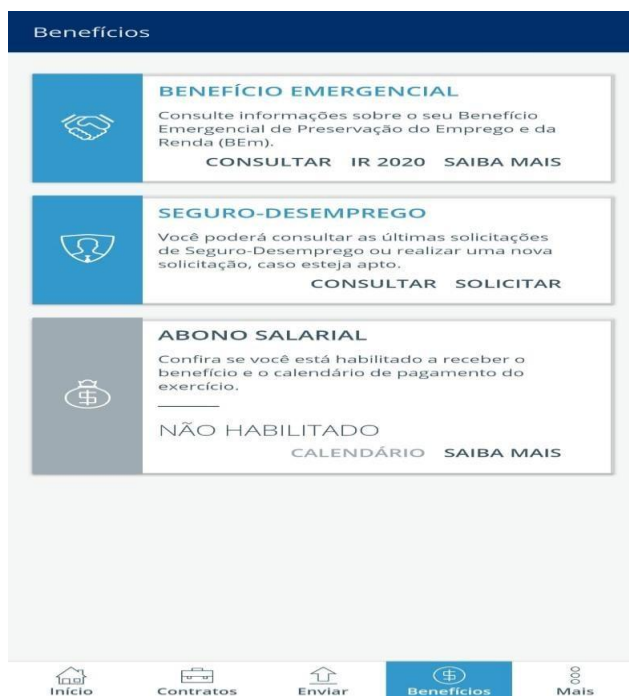 Benefícios
BENEFÍCIO EMERGENCIAL
Consulte informações sobre o seu Benefício
Emergencial de Preservação do Emprego e da
Renda (BEm).
CONSULTAR IR 2020 SAIBA MAIS
SEGURO-DESEMPREGO
Você poderá consultar as últimas solicitações
de Seguro-Desemprego ou realizar uma nova
solicitação, caso esteja apto.
CONSULTAR SOLICITAR
ABONO SALARIAL
Confira se você está habilitado a receber o
benefício e o calendário de pagamento do
exercício.
NÃO HABILITADO
CALENDÁRIO SAIBA MAIS
Início Contratos Enviar Benefícios Mais